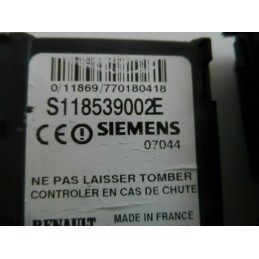 0/11869/770180418
S118539002E
CE SIEMENS
07044
NE PAS LAISSER TOMBER
CONTROLER EN CAS DE CHUTE
RENAULT
MADE IN FRANCE